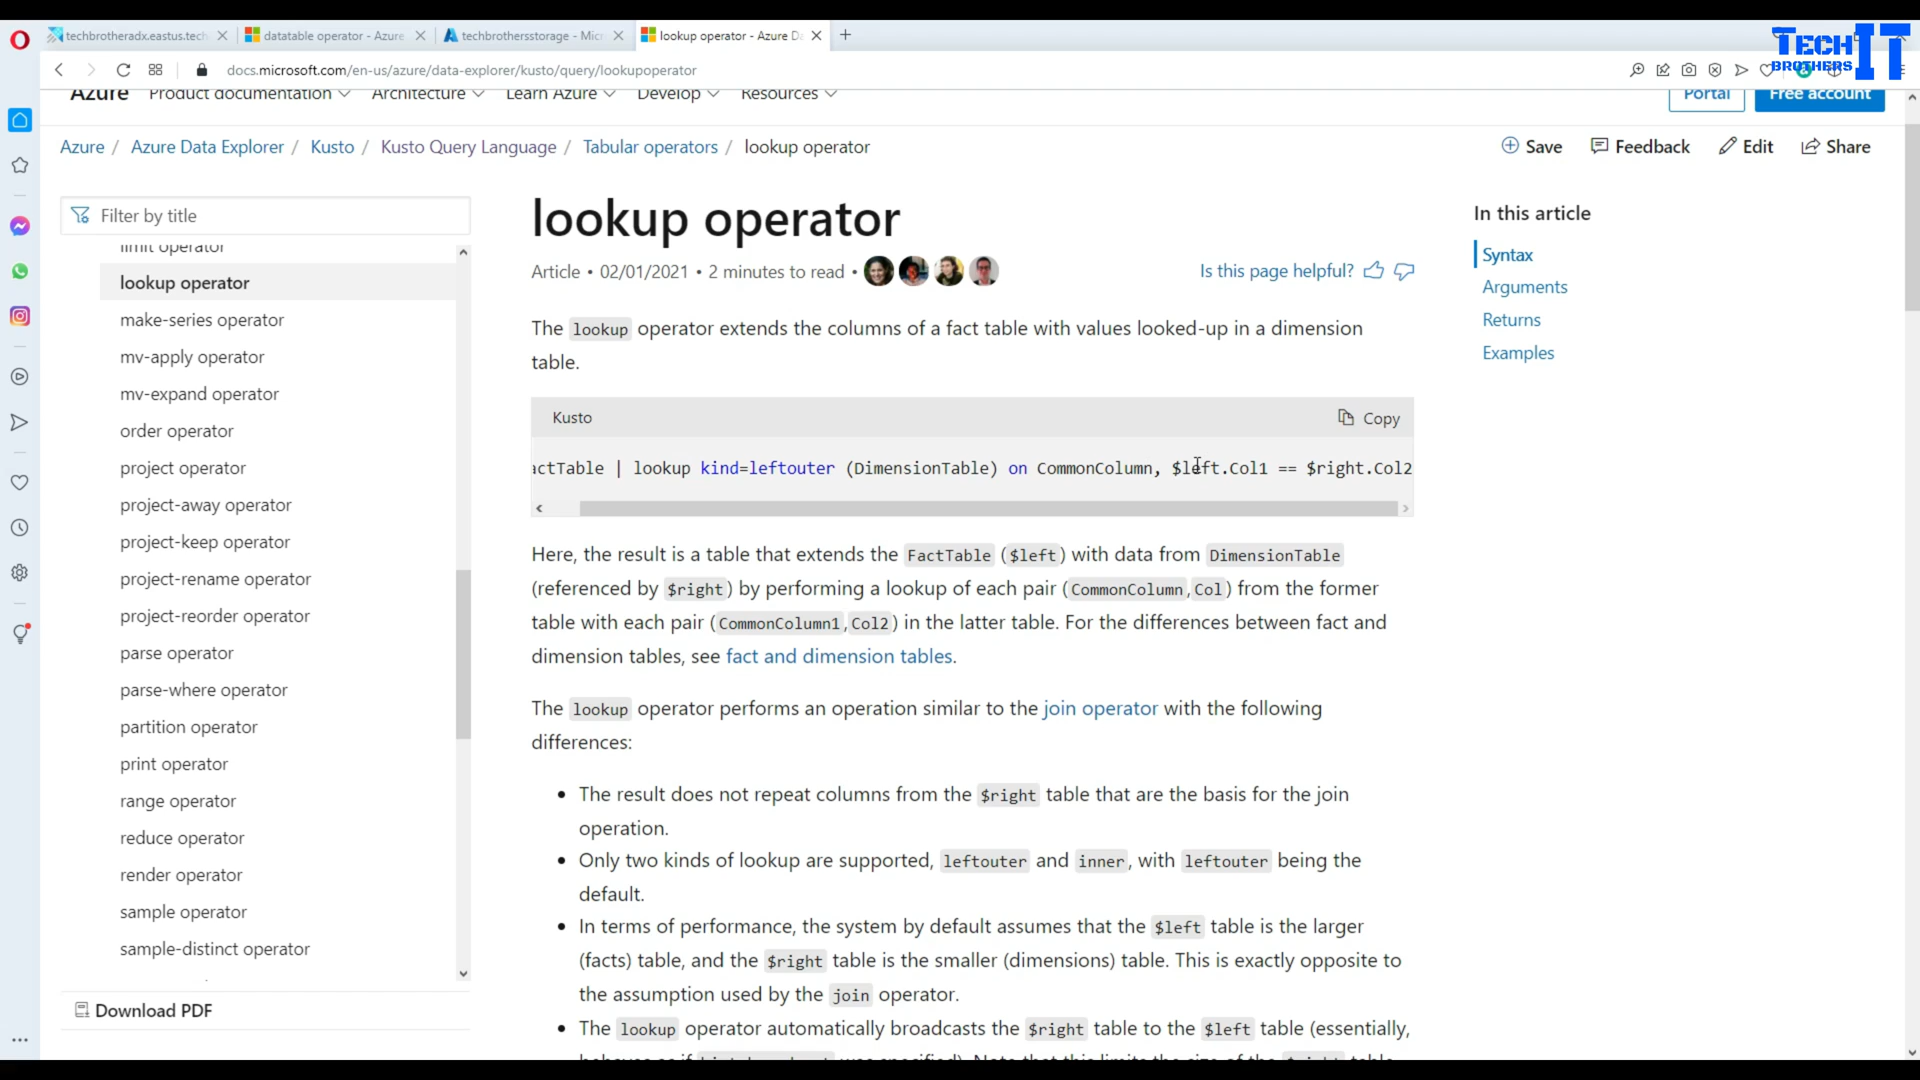 techbrotheradx.eastus.tech
datatable operator - Azure
techbrothersstorage - Micr
lookup operator - Azure Da
TECH IT
BROTHERS
docs.microsoft.com/en-us/azure/data-explorer/kusto/query/lookupoperator
Azure Product documentation Architecture Learn Azure Develop Resources
Portal Free account
Azure / Azure Data Explorer / Kusto / Kusto Query Language / Tabular operators / lookup operator
Save Feedback Edit Share
Filter by title
limit operator
lookup operator
make-series operator
mv-apply operator
mv-expand operator
order operator
project operator
project-away operator
project-keep operator
project-rename operator
project-reorder operator
parse operator
parse-where operator
partition operator
print operator
range operator
reduce operator
render operator
sample operator
sample-distinct operator
Download PDF
lookup operator
Article • 02/01/2021 • 2 minutes to read •
Is this page helpful?
The lookup operator extends the columns of a fact table with values looked-up in a dimension
table.
Kusto
Copy
actTable | lookup kind=leftouter (DimensionTable) on CommonColumn, $left.Col1 == $right.Col2
Here, the result is a table that extends the FactTable ($left) with data from DimensionTable
(referenced by $right) by performing a lookup of each pair (CommonColumn,Col) from the former
table with each pair (CommonColumn1,Col2) in the latter table. For the differences between fact and
dimension tables, see fact and dimension tables.
The lookup operator performs an operation similar to the join operator with the following
differences:
• The result does not repeat columns from the $right table that are the basis for the join
operation.
• Only two kinds of lookup are supported, leftouter and inner, with leftouter being the
default.
• In terms of performance, the system by default assumes that the $left table is the larger
(facts) table, and the $right table is the smaller (dimensions) table. This is exactly opposite to
the assumption used by the join operator.
• The lookup operator automatically broadcasts the $right table to the $left table (essentially,
In this article
Syntax
Arguments
Returns
Examples